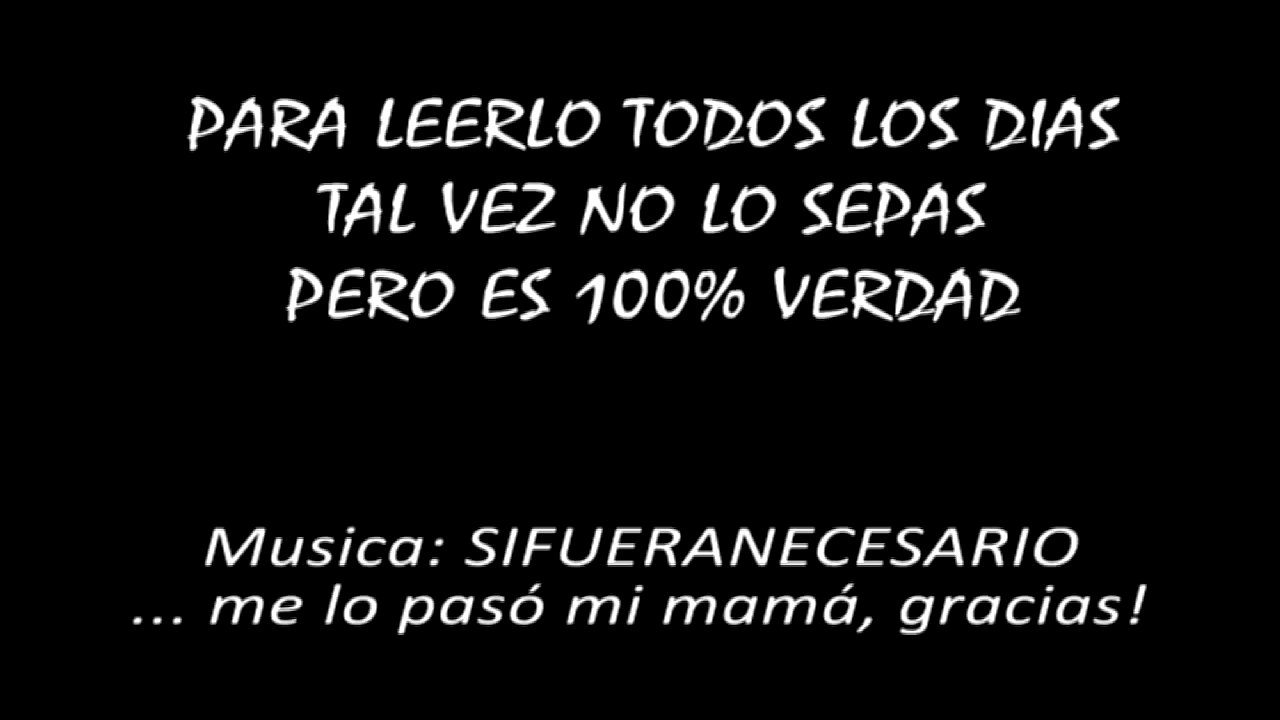 PARA LEERLO TODOS LOS DIAS
TAL VEZ NO LO SEPAS
PERO ES 100% VERDAD
Musica: SIFUERANECESARIO
... me lo pasó mi mamá, gracias!